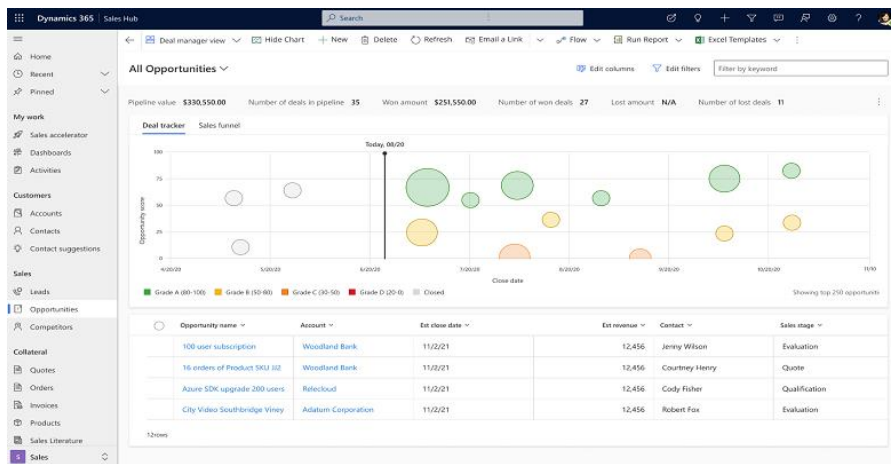 Dynamics 365 Sales Hub Search ?
Deal manager view Hide Chart New Delete Refresh Email a Link Flow Run Report Excel Templates
Home
Recent
Pinned
My work
Sales accelerator
Dashboards
Activities
Customers
Accounts
Contacts
Contact suggestions
Sales
Leads
Opportunities
Competitors
Collateral
Quotes
Orders
Invoices
Products
Sales Literature
S Sales
All Opportunities Edit columns Edit filters Filter by keyword
Pipeline value $330,550.00 Number of deals in pipeline 35 Won amount $251,550.00 Number of won deals 27 Lost amount N/A Number of lost deals 11
Deal tracker Sales funnel
Today, 08/20
100
75
50
25
0
Opportunity score
4/20/20 5/20/20 6/20/20 7/20/20 8/20/20 9/20/20 10/20/20 11/10
Close date
Grade A (80-100) Grade B (50-80) Grade C (30-50) Grade D (20-0) Closed Showing top 250 opportuniti
Opportunity name Account Est close date Est revenue Contact Sales stage
100 user subscription Woodland Bank 11/2/21 12,456 Jenny Wilson Evaluation
16 orders of Product SKU Woodland Bank 11/2/21 12,456 Courtney Henry Quote
Azure SDK upgrade 200 users Relecloud 11/2/21 12,456 Cody Fisher Qualification
City Video Southbridge Viney Adatum Corporation 11/2/21 12,456 Robert Fox Evaluation
12rows